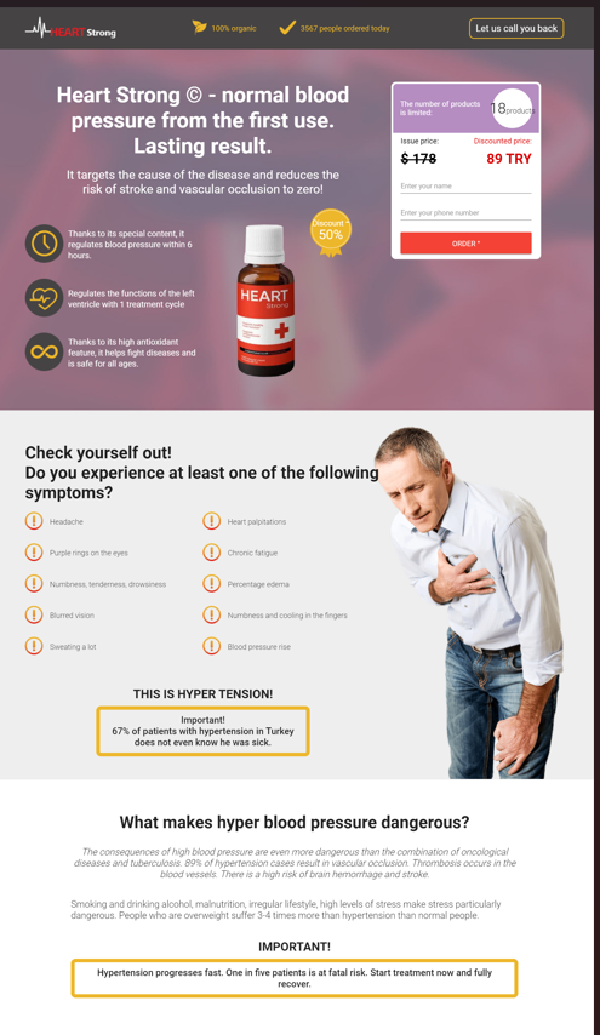 HEART Strong
100% organic
3567 people ordered today
Let us call you back
Heart Strong © - normal blood
pressure from the first use.
Lasting result.
It targets the cause of the disease and reduces the
risk of stroke and vascular occlusion to zero!
Thanks to its special content, it
regulates blood pressure within 6
hours.
Regulates the functions of the left
ventricle with 1 treatment cycle
Thanks to its high antioxidant
feature, it helps fight diseases and
is safe for all ages.
Discount -
50%
HEART
Strong
The number of products
is limited:
18 products
Issue price:
Discounted price:
$ 178
89 TRY
Enter your name
Enter your phone number
ORDER "
Check yourself out!
Do you experience at least one of the following
symptoms?
Headache
Heart palpitations
Purple rings on the eyes
Chronic fatigue
Numbness, tenderness, drowsiness
Percentage edema
Blurred vision
Numbness and cooling in the fingers
Sweating a lot
Blood pressure rise
THIS IS HYPER TENSION!
Important!
67% of patients with hypertension in Turkey
does not even know he was sick.
What makes hyper blood pressure dangerous?
The consequences of high blood pressure are even more dangerous than the combination of oncological
diseases and tuberculosis. 89% of hypertension cases result in vascular occlusion. Thrombosis occurs in the
blood vessels. There is a high risk of brain hemorrhage and stroke.
Smoking and drinking alcohol, malnutrition, irregular lifestyle, high levels of stress make stress particularly
dangerous. People who are overweight suffer 3-4 times more than hypertension than normal people.
IMPORTANT!
Hypertension progresses fast. One in five patients is at fatal risk. Start treatment now and fully
recover.